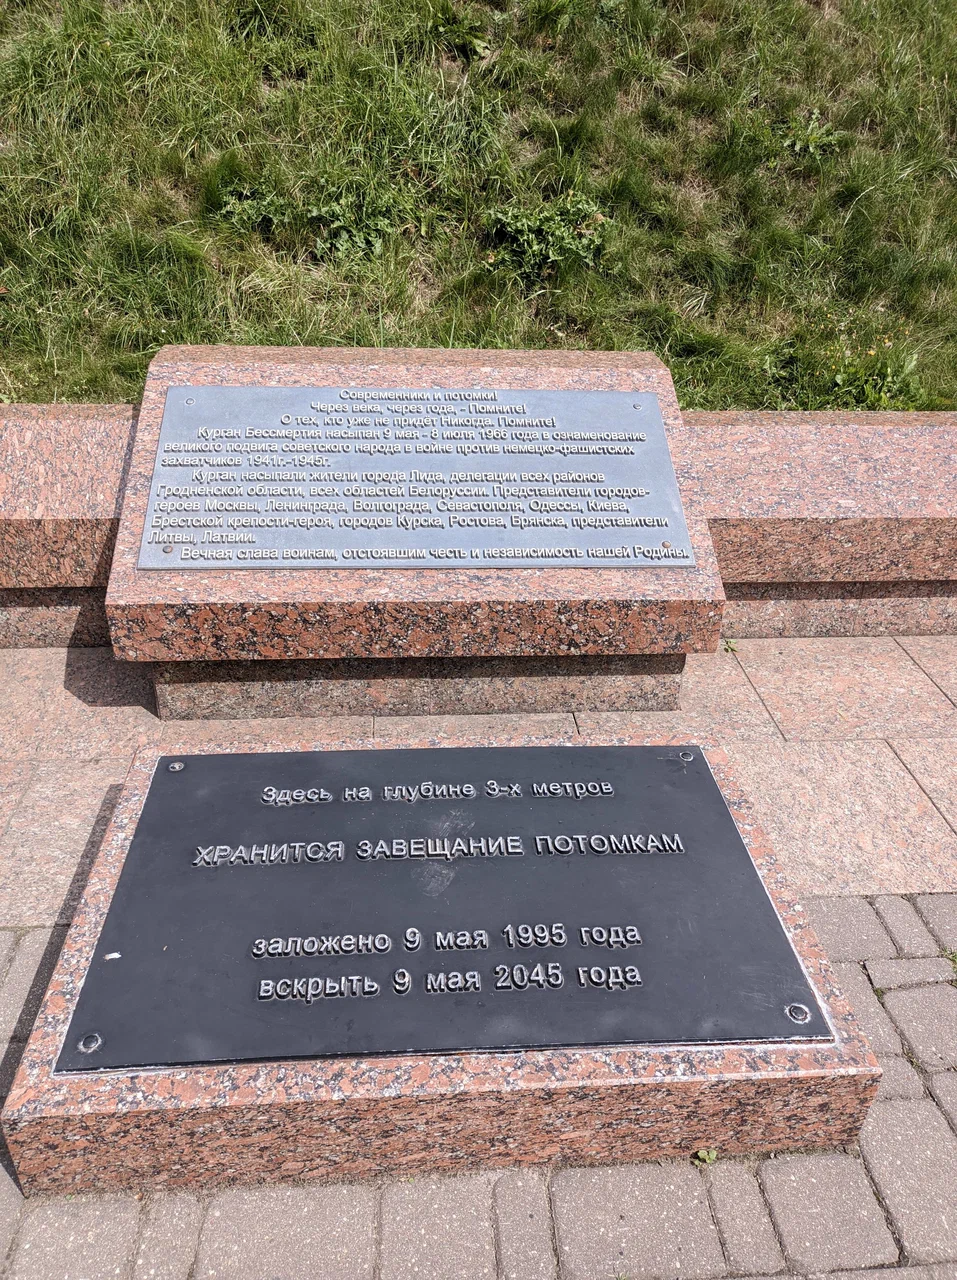 Современники и потомки!
Через века, через года, - Помните!
О тех, кто уже не придёт Никогда. Помните!
Курган Бессмертия насыпан 9 мая - 8 июля 1966 года в ознаменование
великого подвига советского народа в войне против немецко-фашистских
захватчиков 1941г.-1945г.
Курган насыпали жители города Лида, делегации всех районов
Гродненской области, всех областей Белоруссии. Представители городов-
героев Москвы, Ленинграда, Волгограда, Севастополя, Одессы, Киева,
Брестской крепости-героя, городов Курска, Ростова, Брянска, представители
Литвы, Латвии.
Вечная слава воинам, отстоявшим честь и независимость нашей Родины.
Здесь на глубине 3-х метров
ХРАНИТСЯ ЗАВЕЩАНИЕ ПОТОМКАМ
заложено 9 мая 1995 года
вскрыть 9 мая 2045 года